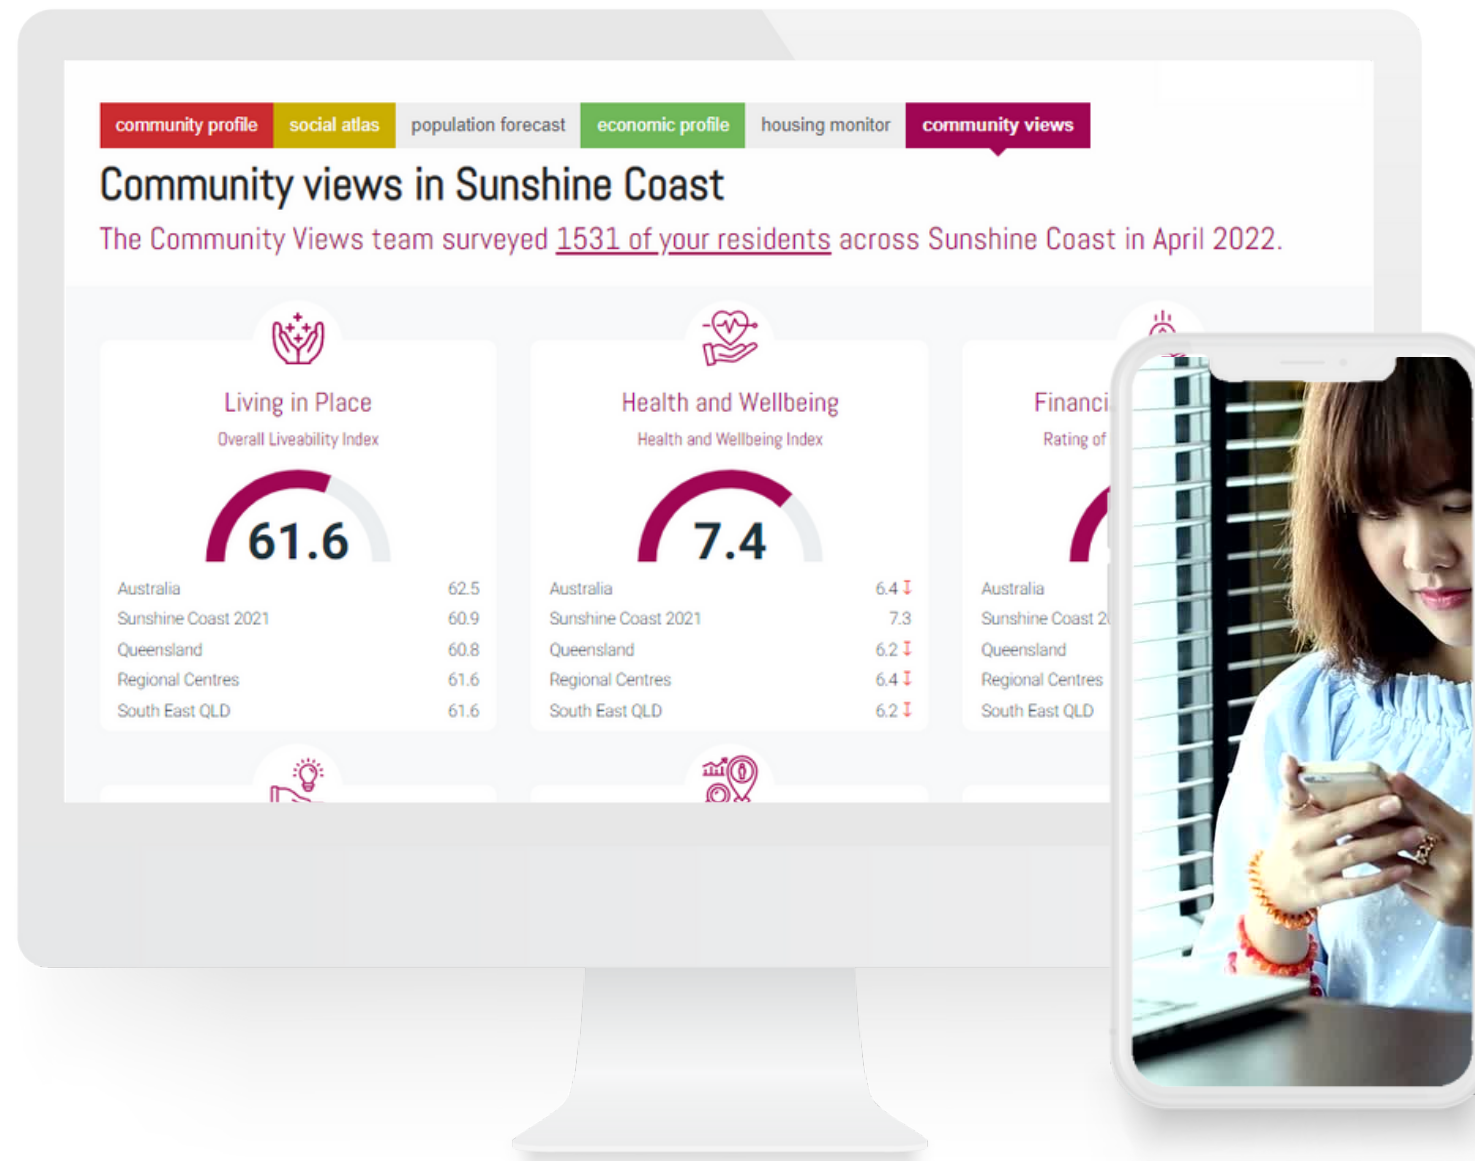 community profile social atlas population forecast economic profile housing monitor community views
Community views in Sunshine Coast
The Community Views team surveyed 1531 of your residents across Sunshine Coast in April 2022.
Living in Place
Overall Liveability Index
61.6
Australia 62.5
Sunshine Coast 2021 60.9
Queensland 60.8
Regional Centres 61.6
South East QLD 61.6
Health and Wellbeing
Health and Wellbeing Index
7.4
Australia 6.4
Sunshine Coast 2021 7.3
Queensland 6.2
Regional Centres 6.4
South East QLD 6.2
Rating of
Australia
Sunshine Coast
Queensland
Regional Centres
South East QLD